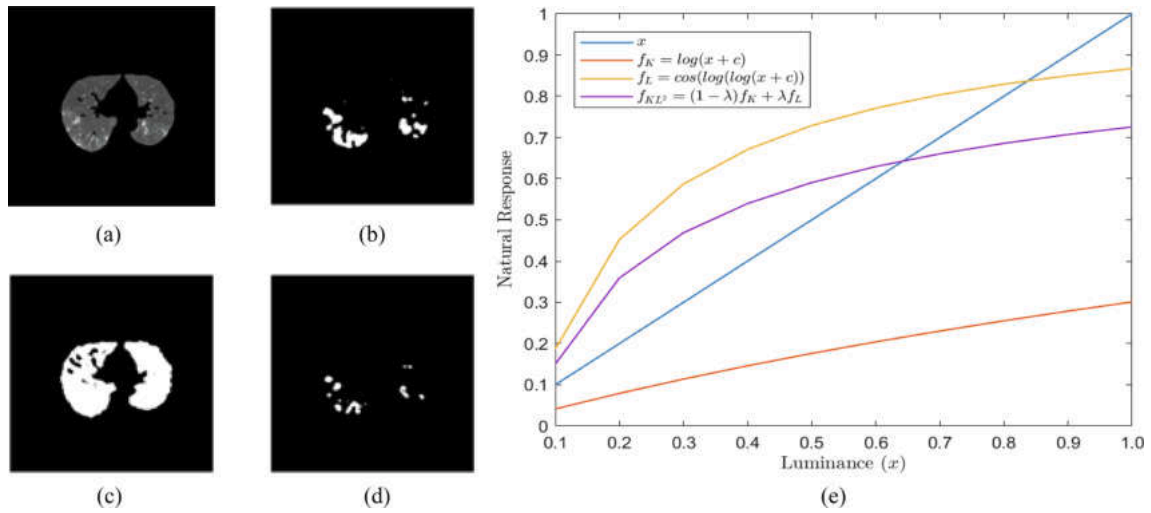 (a)
(b)
(c)
(d)
1
0.9
0.8
0.7
0.6
0.5
0.4
0.3
0.2
0.1
0
Natural Response
x
f_K = log(x + c)
f_L = cos(log(log(x + c))
f_{KL³} = (1 − λ)f_K + λf_L
0.1 0.2 0.3 0.4 0.5 0.6 0.7 0.8 0.9 1.0
Luminance (x)
(e)